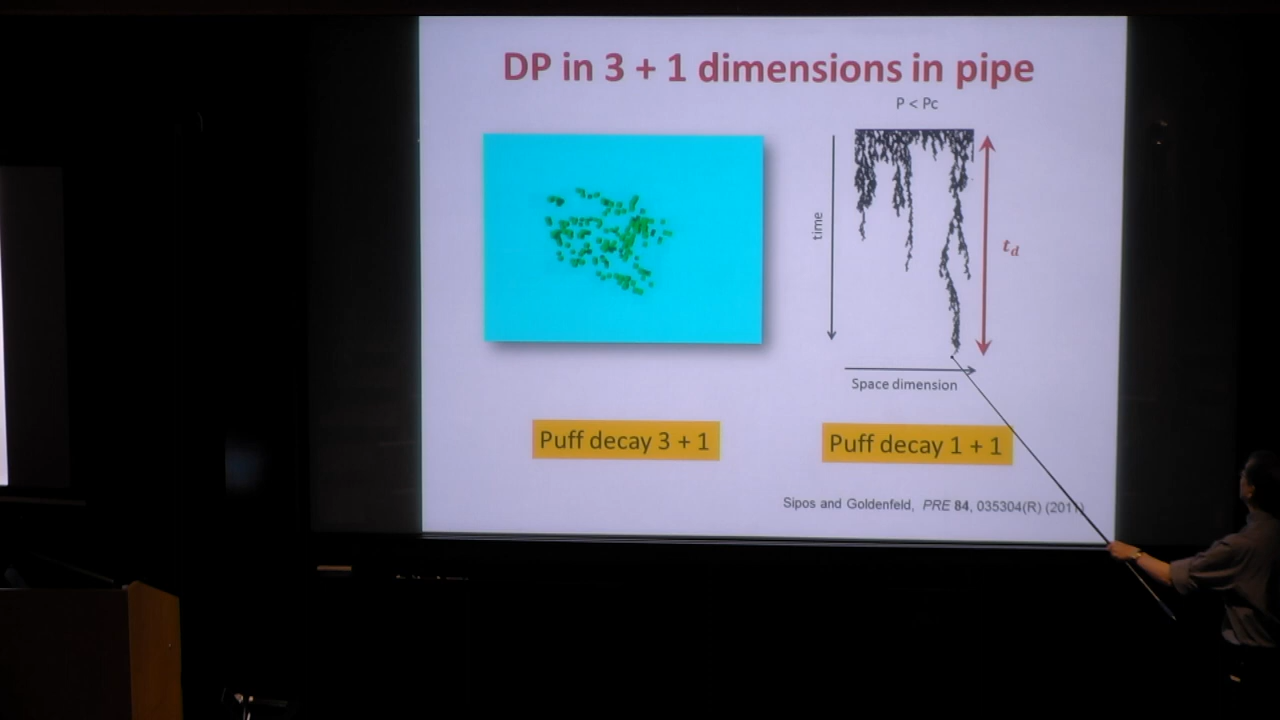 DP in 3 + 1 dimensions in pipe
P < Pc
time
t_d
Space dimension
Puff decay 3 + 1
Puff decay 1 + 1
Sipos and Goldenfeld, PRE 84, 035304(R) (2011)